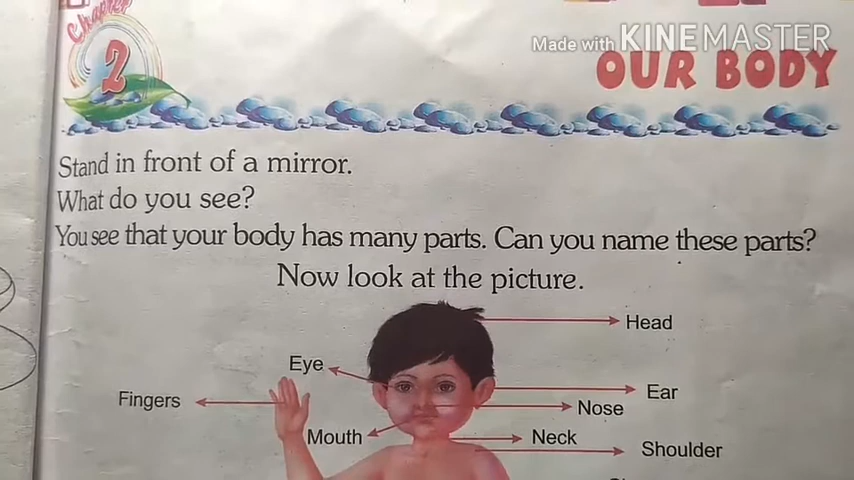 Chapter
2
Made with KINEMASTER
OUR BODY
Stand in front of a mirror.
What do you see?
You see that your body has many parts. Can you name these parts?
Now look at the picture.
Head
Eye
Ear
Fingers
Nose
Mouth
Neck
Shoulder